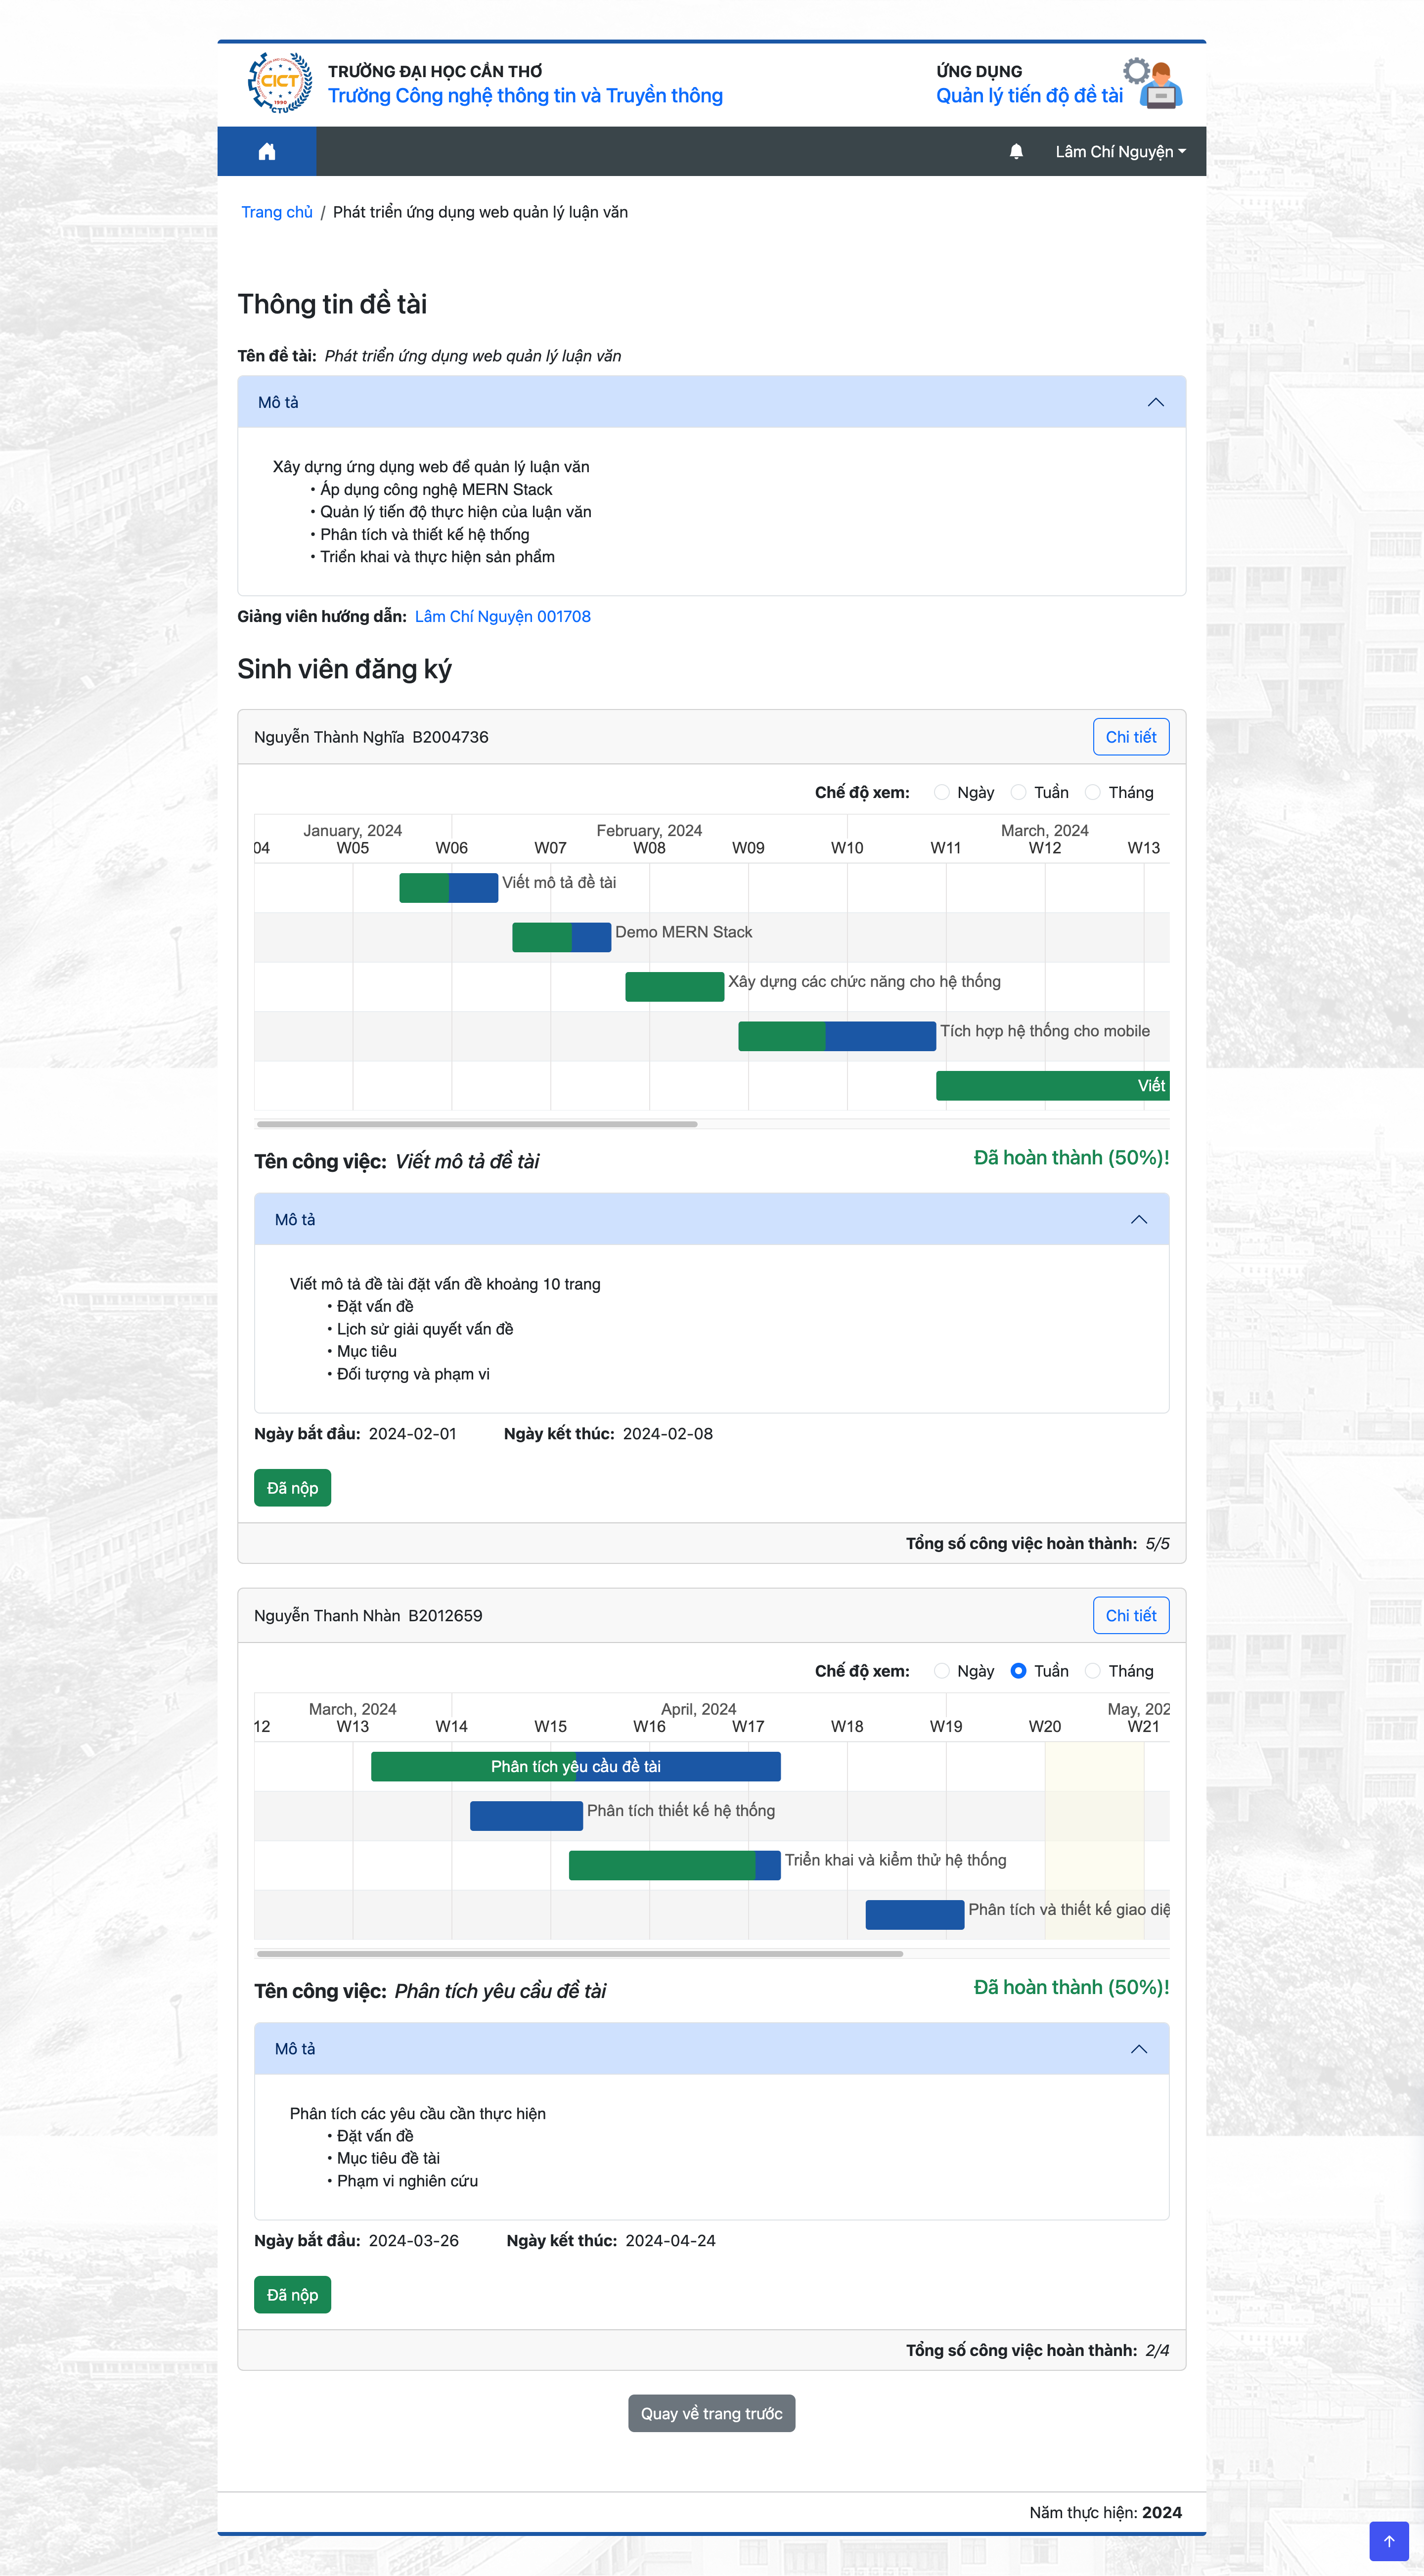 CICT
1990
CTU
TRƯỜNG ĐẠI HỌC CẦN THƠ
Trường Công nghệ thông tin và Truyền thông
ỨNG DỤNG
Quản lý tiến độ đề tài
Lâm Chí Nguyện
Trang chủ / Phát triển ứng dụng web quản lý luận văn
Thông tin đề tài
Tên đề tài: Phát triển ứng dụng web quản lý luận văn
Mô tả
Xây dựng ứng dụng web để quản lý luận văn
• Áp dụng công nghệ MERN Stack
• Quản lý tiến độ thực hiện của luận văn
• Phân tích và thiết kế hệ thống
• Triển khai và thực hiện sản phẩm
Giảng viên hướng dẫn: Lâm Chí Nguyện 001708
Sinh viên đăng ký
Nguyễn Thành Nghĩa B2004736
Chi tiết
Chế độ xem: Ngày Tuần Tháng
January, 2024 February, 2024 March, 2024
04 W05 W06 W07 W08 W09 W10 W11 W12 W13
Viết mô tả đề tài
Demo MERN Stack
Xây dựng các chức năng cho hệ thống
Tích hợp hệ thống cho mobile
Viết
Tên công việc: Viết mô tả đề tài
Đã hoàn thành (50%)!
Mô tả
Viết mô tả đề tài đặt vấn đề khoảng 10 trang
• Đặt vấn đề
• Lịch sử giải quyết vấn đề
• Mục tiêu
• Đối tượng và phạm vi
Ngày bắt đầu: 2024-02-01 Ngày kết thúc: 2024-02-08
Đã nộp
Tổng số công việc hoàn thành: 5/5
Nguyễn Thanh Nhàn B2012659
Chi tiết
Chế độ xem: Ngày Tuần Tháng
March, 2024 April, 2024 May, 202
12 W13 W14 W15 W16 W17 W18 W19 W20 W21
Phân tích yêu cầu đề tài
Phân tích thiết kế hệ thống
Triển khai và kiểm thử hệ thống
Phân tích và thiết kế giao diệ
Tên công việc: Phân tích yêu cầu đề tài
Đã hoàn thành (50%)!
Mô tả
Phân tích các yêu cầu cần thực hiện
• Đặt vấn đề
• Mục tiêu đề tài
• Phạm vi nghiên cứu
Ngày bắt đầu: 2024-03-26 Ngày kết thúc: 2024-04-24
Đã nộp
Tổng số công việc hoàn thành: 2/4
Quay về trang trước
Năm thực hiện: 2024